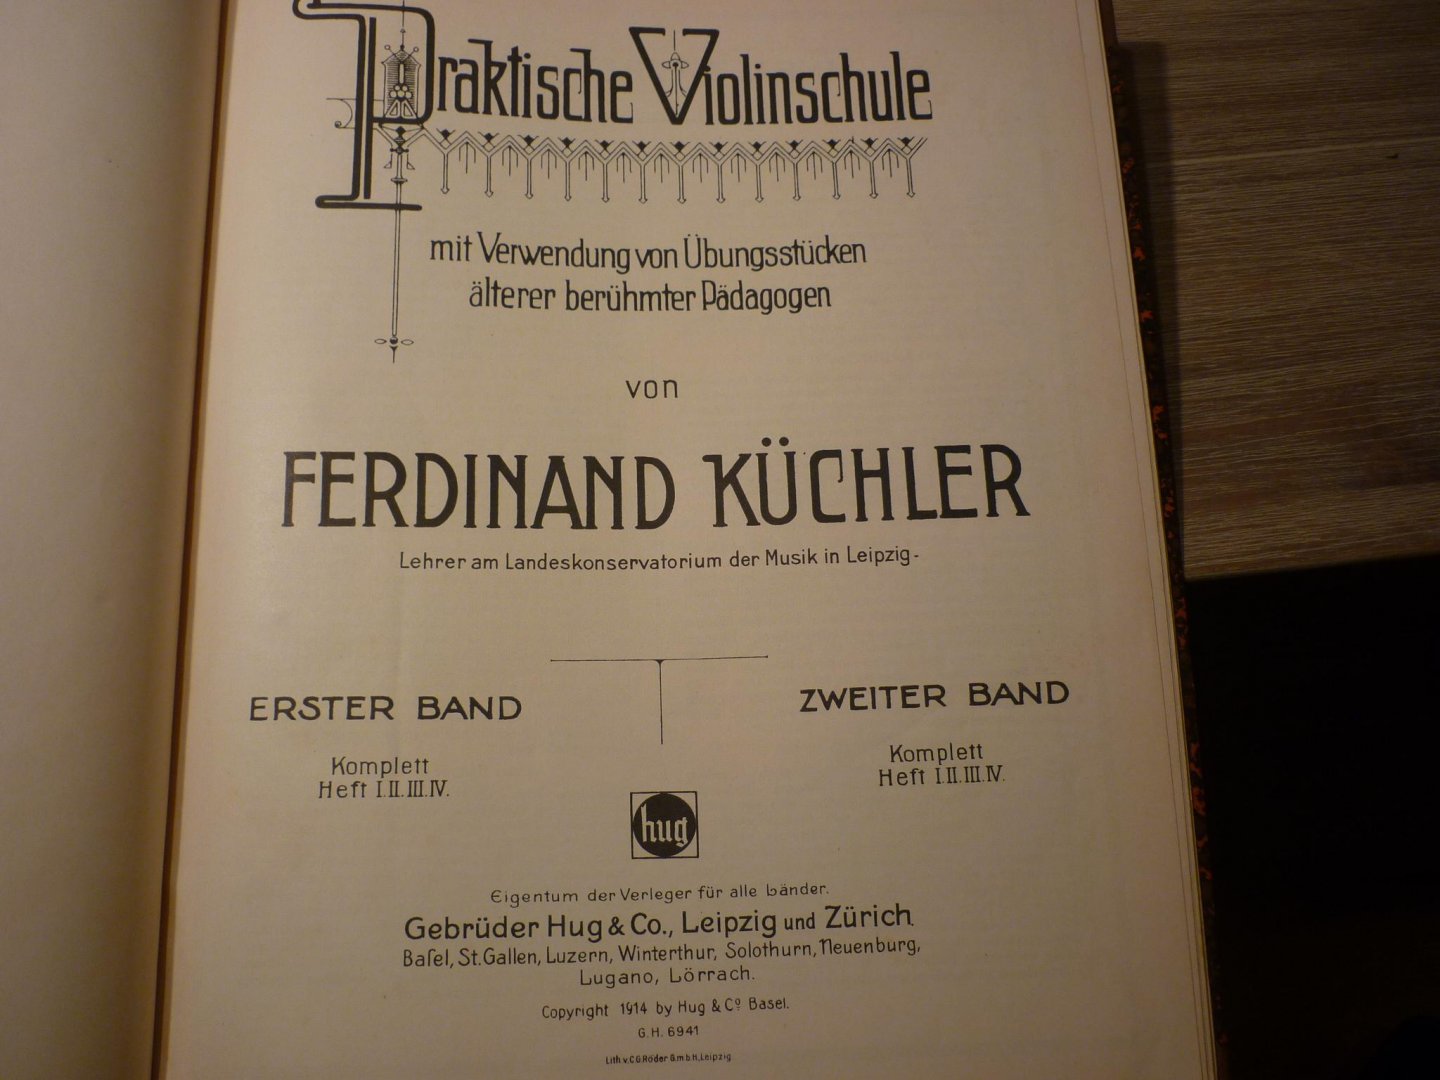 Praktische Violinschule
mit Verwendung von Übungsstücken
älterer berühmter Pädagogen
von
FERDINAND KÜCHLER
Lehrer am Landeskonservatorium der Musik in Leipzig-
ERSTER BAND
Komplett
Heft I.II.III.IV.
ZWEITER BAND
Komplett
Heft I.II.III.IV.
hug
Eigentum der Verleger für alle Länder.
Gebrüder Hug & Co., Leipzig und Zürich.
Baſel, St. Gallen, Luzern, Winterthur, Solothurn, Neuenburg,
Lugano, Lörrach.
Copyright 1914 by Hug & Co. Basel.
G. H. 6941
Lith. v. C.G. Röder G.m.b.H., Leipzig